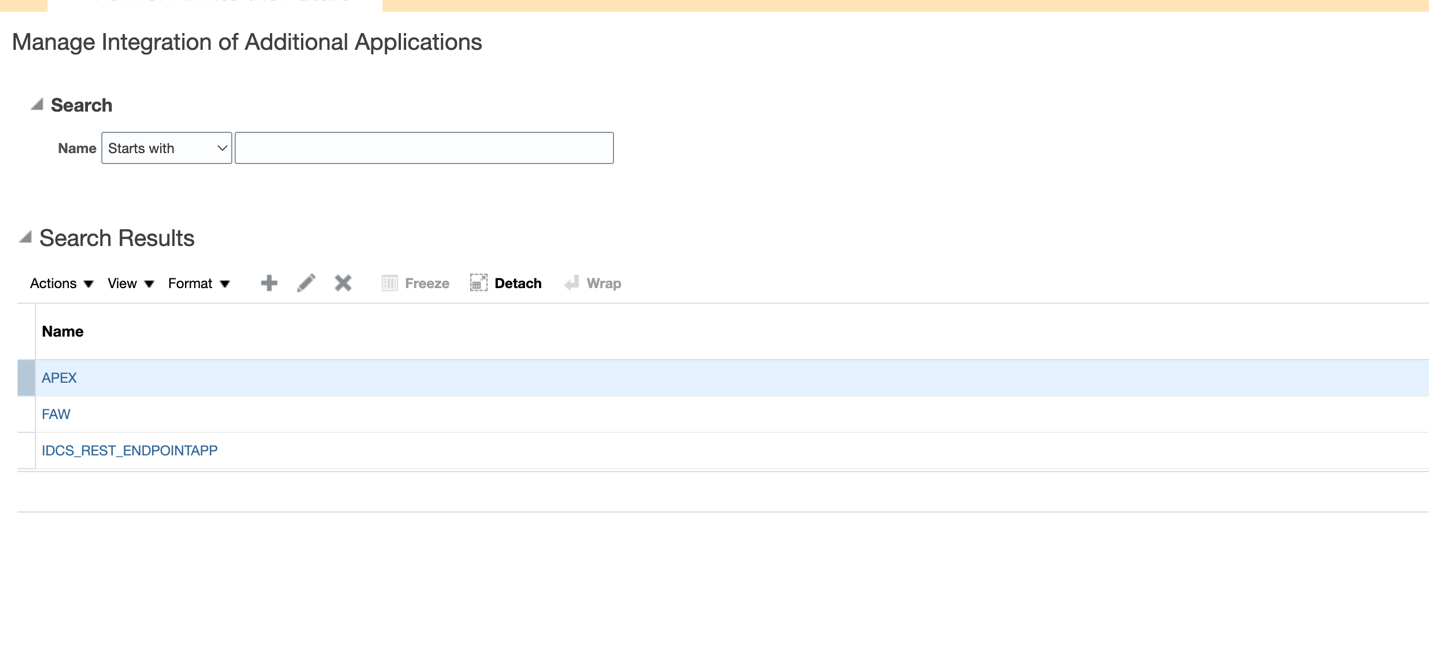 Manage Integration of Additional Applications
Search
Name Starts with
Search Results
Actions View Format Freeze Detach Wrap
Name
APEX
FAW
IDCS_REST_ENDPOINTAPP